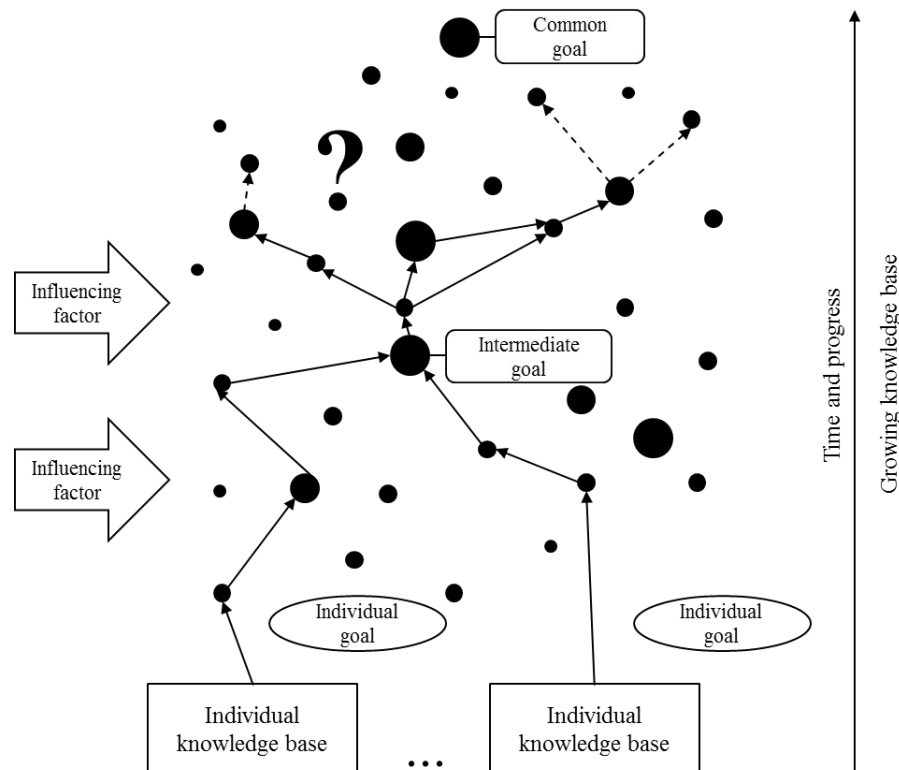 Common
goal
?
Influencing
factor
Intermediate
goal
Influencing
factor
Individual
goal
Individual
goal
Individual
knowledge base
...
Individual
knowledge base
Time and progress
Growing knowledge base